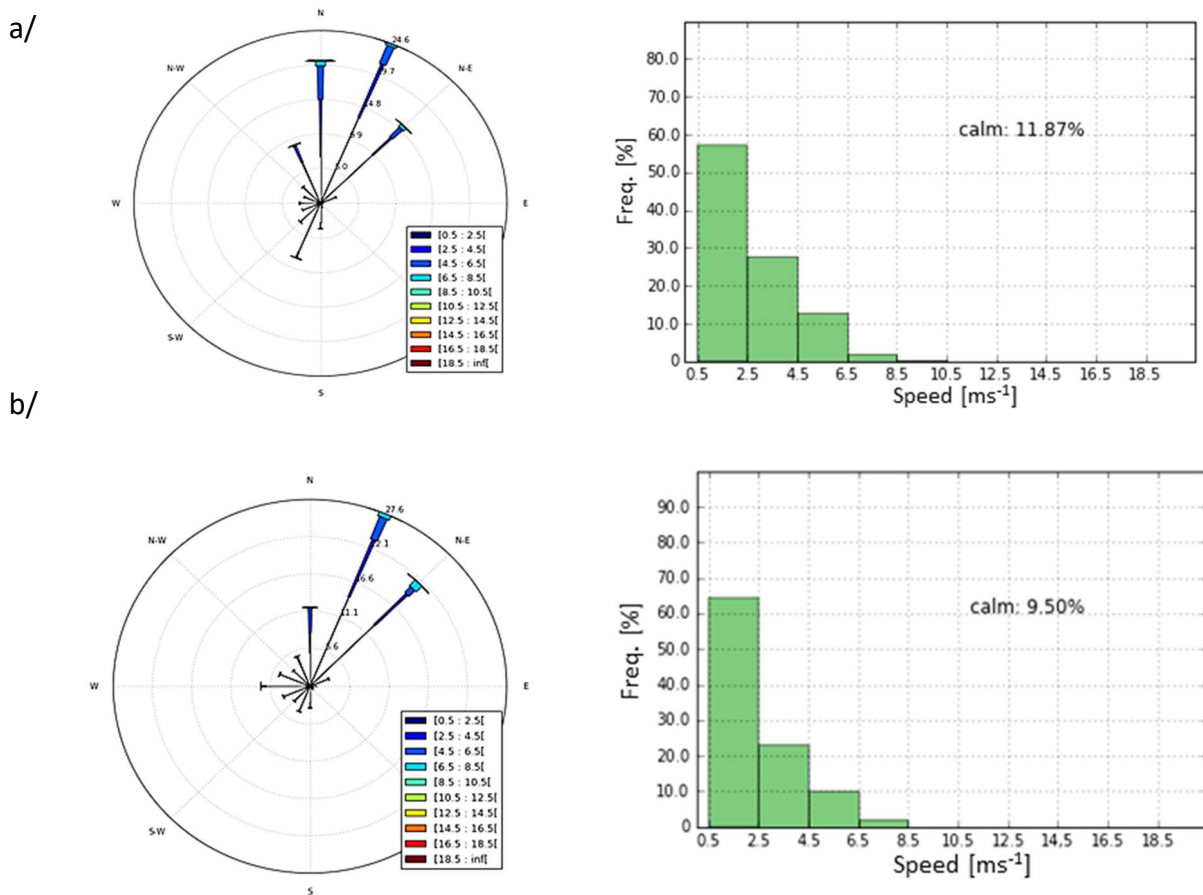 a/
N
N-W
N-E
W
E
S-W
S
24.6
9.7
14.8
9.9
5.0
[0.5 : 2.5[
[2.5 : 4.5[
[4.5 : 6.5[
[6.5 : 8.5[
[8.5 : 10.5[
[10.5 : 12.5[
[12.5 : 14.5[
[14.5 : 16.5[
[16.5 : 18.5[
[18.5 : inf[
Freq. [%]
80.0
70.0
60.0
50.0
40.0
30.0
20.0
10.0
0
calm: 11.87%
0.5 2.5 4.5 6.5 8.5 10.5 12.5 14.5 16.5 18.5
Speed [ms-1]
b/
N
N-W
N-E
W
E
S-W
S
27.6
2.1
6.6
11.1
5.6
[0.5 : 2.5[
[2.5 : 4.5[
[4.5 : 6.5[
[6.5 : 8.5[
[8.5 : 10.5[
[10.5 : 12.5[
[12.5 : 14.5[
[14.5 : 16.5[
[16.5 : 18.5[
[18.5 : inf[
Freq. [%]
90.0
80.0
70.0
60.0
50.0
40.0
30.0
20.0
10.0
0
calm: 9.50%
0.5 2.5 4.5 6.5 8.5 10.5 12.5 14.5 16.5 18.5
Speed [ms-1]